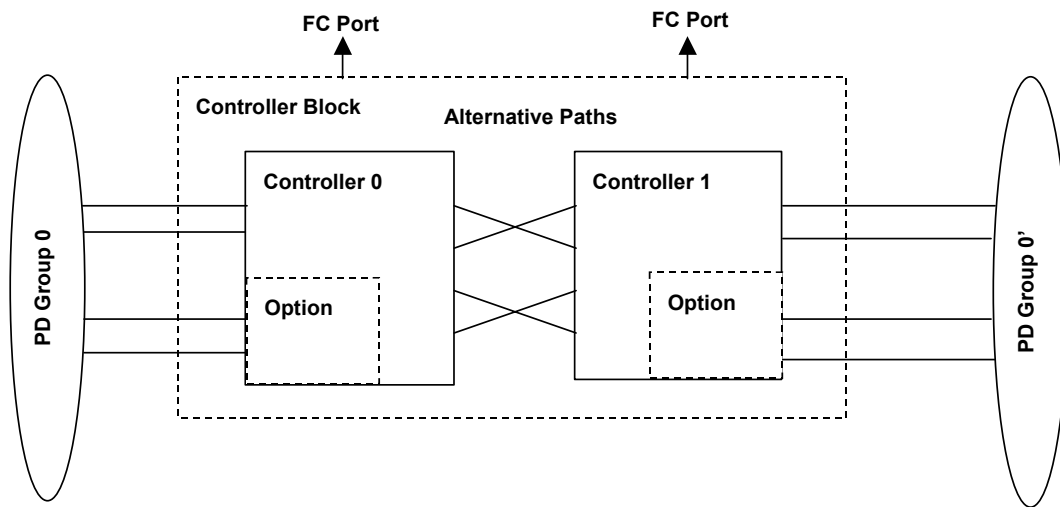 FC Port
FC Port
Controller Block
Alternative Paths
Controller 0
Controller 1
PD Group 0
PD Group 0’
Option
Option